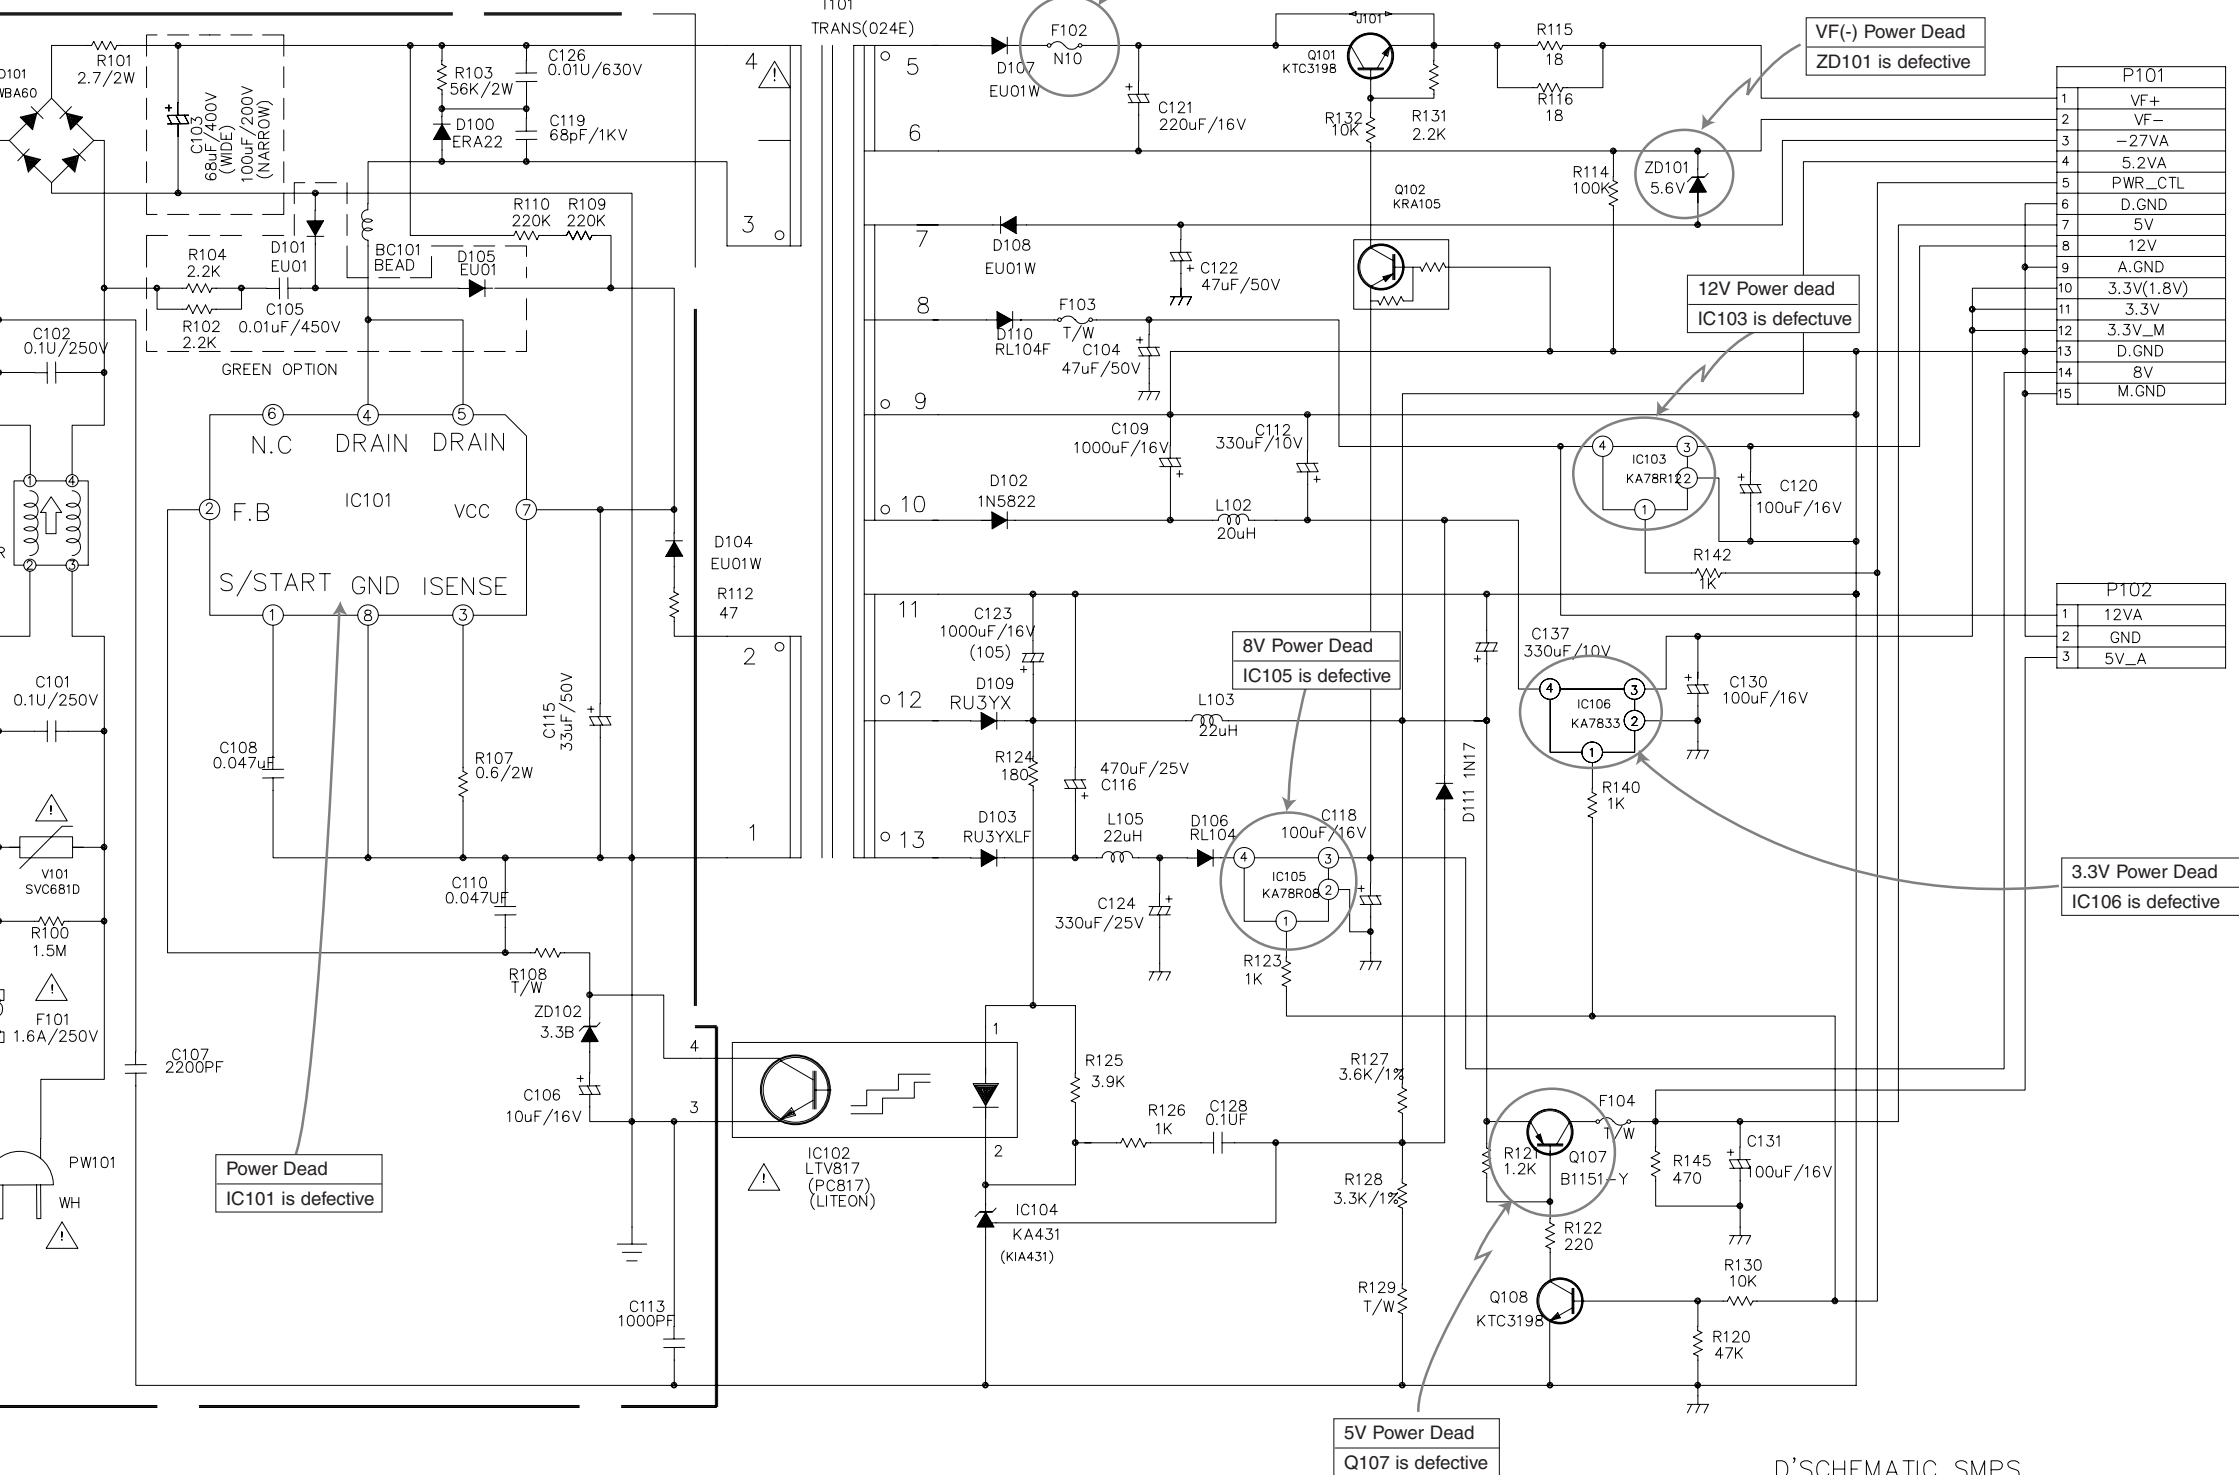 T101
TRANS(024E)
R101
2.7/2W
D101
WBA60
C103
68uF/400V
(WIDE)
100uF/200V
(NARROW)
R103
56K/2W
C126
0.01U/630V
D100
ERA22
C119
68pF/1KV
4
3
R110
220K
R109
220K
BC101
BEAD
R104
2.2K
D101
EU01
D105
EU01
R102
2.2K
C105
0.01uF/450V
GREEN OPTION
C102
0.1U/250V
6
4
5
N.C
DRAIN
DRAIN
2
F.B
IC101
VCC
7
S/START
GND
ISENSE
1
8
3
1
4
2
3
R
D104
EU01W
R112
47
2
1
C101
0.1U/250V
C108
0.047uF
R107
0.6/2W
C115
33uF/50V
V101
SVC681D
C110
0.047UF
R100
1.5M
F101
1.6A/250V
R108
T/W
ZD102
3.3B
C106
10uF/16V
C107
2200PF
PW101
WH
Power Dead
IC101 is defective
C113
1000PF
4
3
1
2
IC102
LTV817
(PC817)
(LITEON)
IC104
KA431
(KIA431)
R125
3.9K
R126
1K
C128
0.1UF
5
6
7
8
9
10
11
12
13
D107
EU01W
F102
N10
C121
220uF/16V
J101
Q101
KTC3198
R132
10K
R131
2.2K
R115
18
R116
18
VF(-) Power Dead
ZD101 is defective
R114
100K
ZD101
5.6V
Q102
KRA105
D108
EU01W
C122
47uF/50V
D110
RL104F
F103
T/W
C104
47uF/50V
12V Power dead
IC103 is defectuve
C109
1000uF/16V
C112
330uF/10V
D102
1N5822
L102
20uH
4
3
2
1
IC103
KA78R12
C120
100uF/16V
R142
1K
C123
1000uF/16V
(105)
D109
RU3YX
L103
22uH
8V Power Dead
IC105 is defective
C137
330uF/10V
4
3
2
1
IC106
KA7833
C130
100uF/16V
R140
1K
R124
180
470uF/25V
C116
D103
RU3YXLF
L105
22uH
D106
RL104
C118
100uF/16V
4
3
2
1
IC105
KA78R08
C124
330uF/25V
R123
1K
D111 1N17
3.3V Power Dead
IC106 is defective
R127
3.6K/1%
R128
3.3K/1%
R129
T/W
R121
1.2K
Q107
B1151-Y
F104
T/W
R145
470
C131
100uF/16V
R122
220
Q108
KTC3198
R130
10K
R120
47K
5V Power Dead
Q107 is defective
P101
1 VF+
2 VF-
3 -27VA
4 5.2VA
5 PWR_CTL
6 D.GND
7 5V
8 12V
9 A.GND
10 3.3V(1.8V)
11 3.3V
12 3.3V_M
13 D.GND
14 8V
15 M.GND
P102
1 12VA
2 GND
3 5V_A
D'SCHEMATIC SMPS